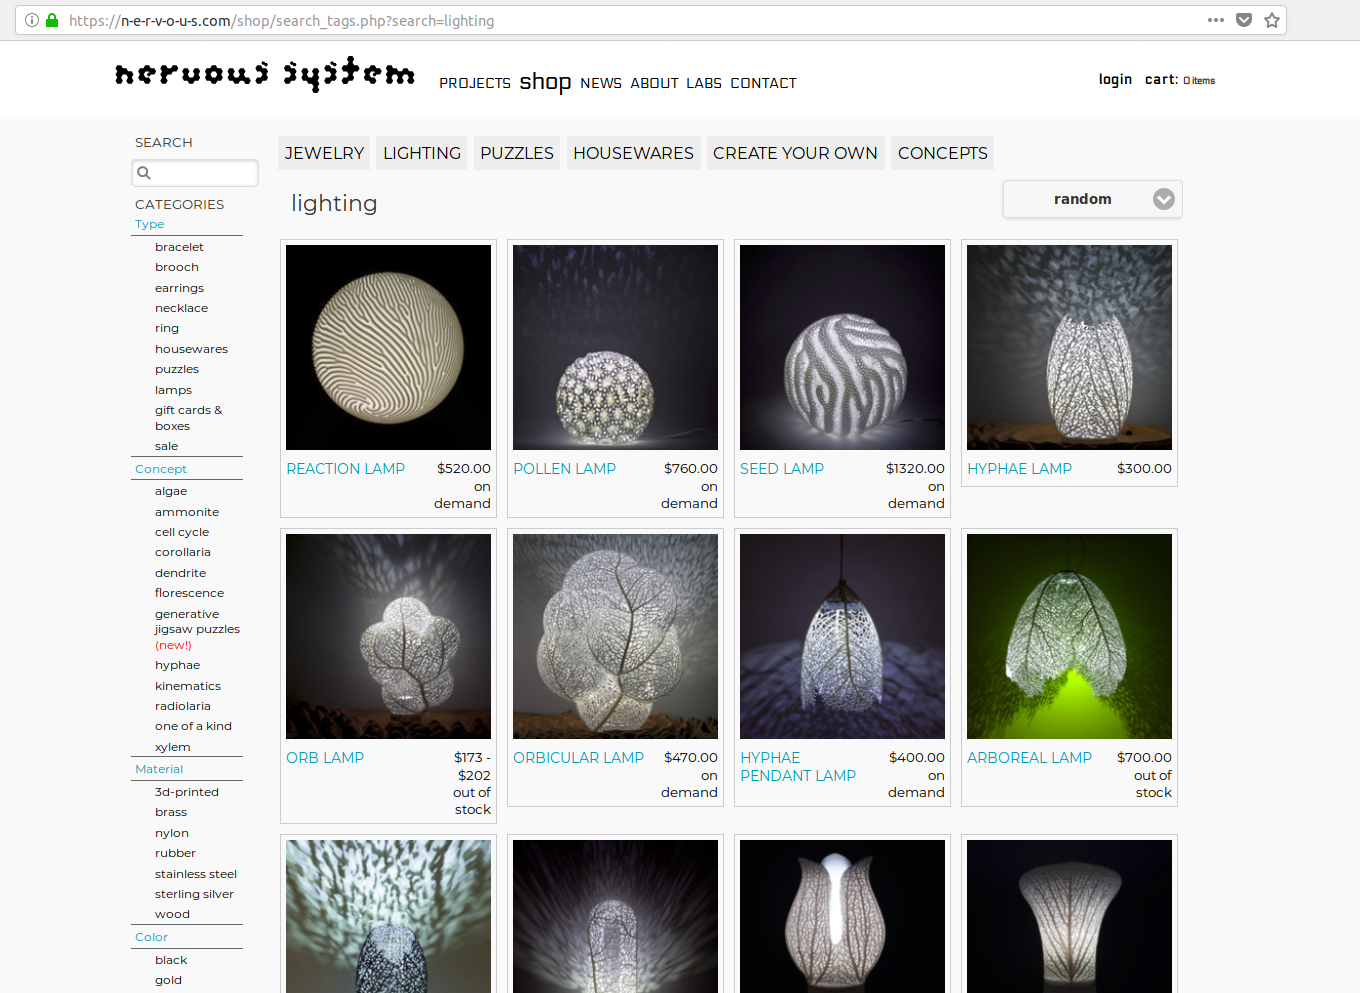 https://n-e-r-v-o-u-s.com/shop/search_tags.php?search=lighting
nervous system
PROJECTS shop NEWS ABOUT LABS CONTACT
login cart: 0 items
SEARCH
CATEGORIES
Type
bracelet
brooch
earrings
necklace
ring
housewares
puzzles
lamps
gift cards &
boxes
sale
Concept
algae
ammonite
cell cycle
corollaria
dendrite
florescence
generative
jigsaw puzzles
(new!)
hyphae
kinematics
radiolaria
one of a kind
xylem
Material
3d-printed
brass
nylon
rubber
stainless steel
sterling silver
wood
Color
black
gold
JEWELRY LIGHTING PUZZLES HOUSEWARES CREATE YOUR OWN CONCEPTS
lighting
random
REACTION LAMP $520.00
on
demand
POLLEN LAMP $760.00
on
demand
SEED LAMP $1320.00
on
demand
HYPHAE LAMP $300.00
ORB LAMP $173 -
$202
out of
stock
ORBICULAR LAMP $470.00
on
demand
HYPHAE $400.00
PENDANT LAMP on
demand
ARBOREAL LAMP $700.00
out of
stock